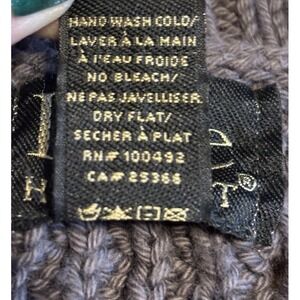 HAND WASH COLD/
LAVER À LA MAIN
À L'EAU FROIDE
NO BLEACH/
NE PAS JAVELLISER
DRY FLAT/
SECHER À PLAT
RN# 100492
CA# 25366